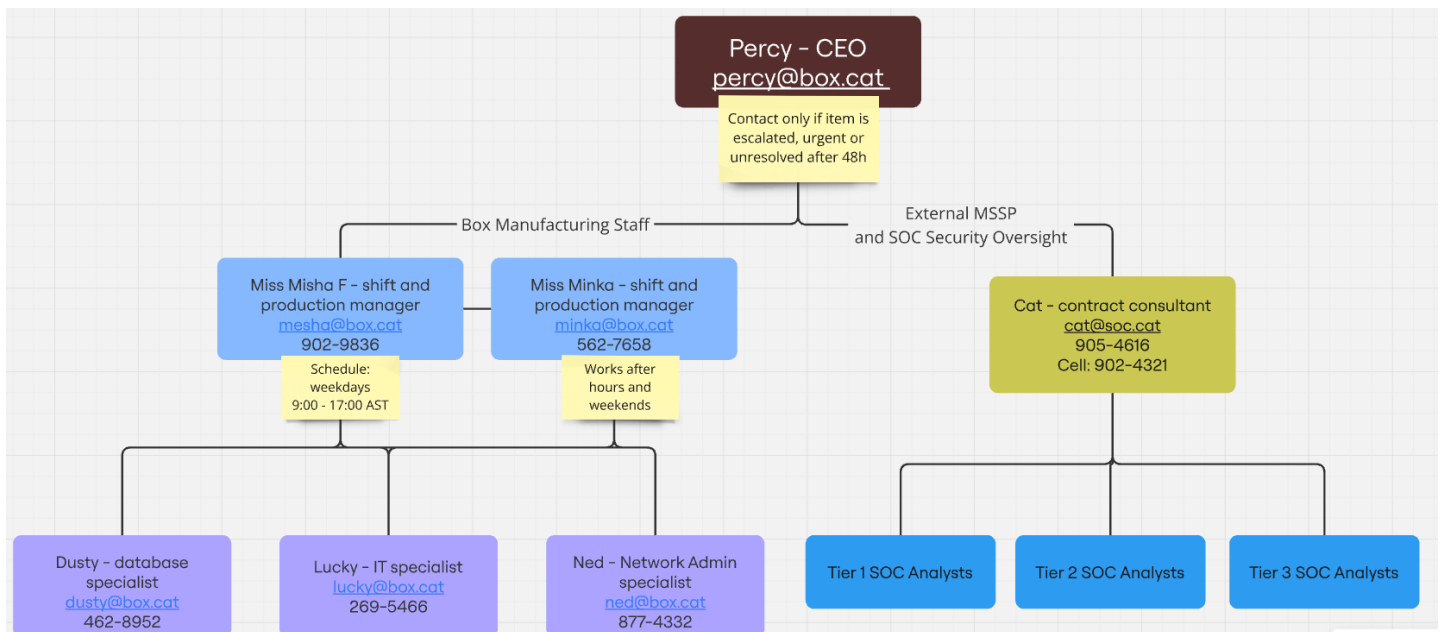 Percy - CEO
percy@box.cat
Contact only if item is
escalated, urgent or
unresolved after 48h
Box Manufacturing Staff
External MSSP
and SOC Security Oversight
Miss Misha F - shift and
production manager
mesha@box.cat
902-9836
Schedule:
weekdays
9:00 - 17:00 AST
Miss Minka - shift and
production manager
minka@box.cat
562-7658
Works after
hours and
weekends
Cat - contract consultant
cat@soc.cat
905-4616
Cell: 902-4321
Dusty - database
specialist
dusty@box.cat
462-8952
Lucky - IT specialist
lucky@box.cat
269-5466
Ned - Network Admin
specialist
ned@box.cat
877-4332
Tier 1 SOC Analysts
Tier 2 SOC Analysts
Tier 3 SOC Analysts